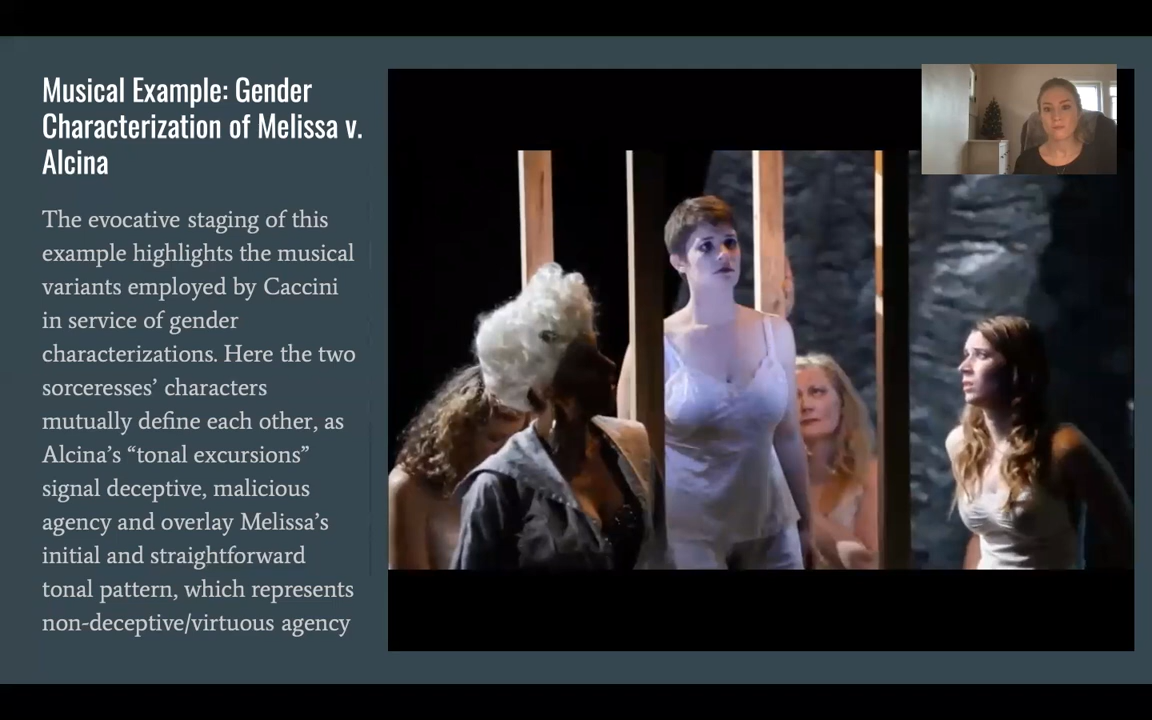 Musical Example: Gender
Characterization of Melissa v.
Alcina
The evocative staging of this
example highlights the musical
variants employed by Caccini
in service of gender
characterizations. Here the two
sorceresses’ characters
mutually define each other, as
Alcina’s “tonal excursions”
signal deceptive, malicious
agency and overlay Melissa’s
initial and straightforward
tonal pattern, which represents
non-deceptive/virtuous agency